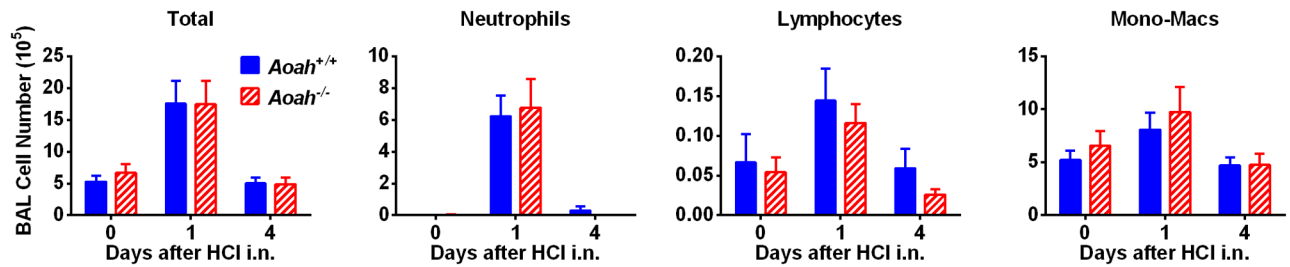 Total
Neutrophils
Lymphocytes
Mono-Macs
BAL Cell Number (10⁵)
25
20
15
10
5
0
Aoah⁺/⁺
Aoah⁻/⁻
0 1 4
Days after HCl i.n.
10
8
6
4
2
0
0 1 4
Days after HCl i.n.
0.20
0.15
0.10
0.05
0.00
0 1 4
Days after HCl i.n.
15
10
5
0
0 1 4
Days after HCl i.n.